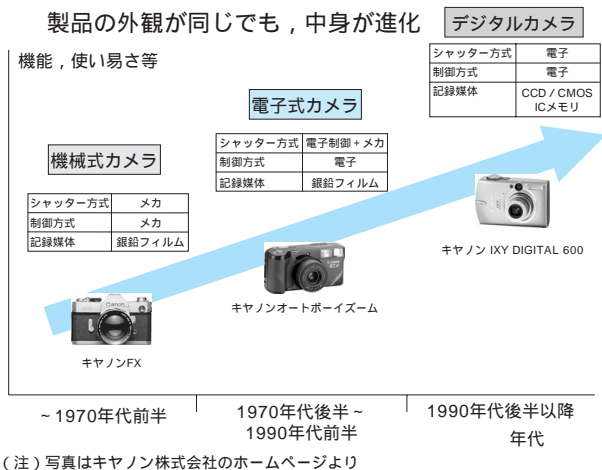 製品の外観が同じでも，中身が進化
機能，使い易さ等
デジタルカメラ
シャッター方式 電子
制御方式 電子
記録媒体 CCD / CMOS
ICメモリ
電子式カメラ
シャッター方式 電子制御＋メカ
制御方式 電子
記録媒体 銀鉛フィルム
機械式カメラ
シャッター方式 メカ
制御方式 メカ
記録媒体 銀鉛フィルム
キヤノン IXY DIGITAL 600
キヤノンオートボーイズーム
Canon
キヤノンFX
～1970年代前半
1970年代後半～
1990年代前半
1990年代後半以降
年代
（注）写真はキヤノン株式会社のホームページより